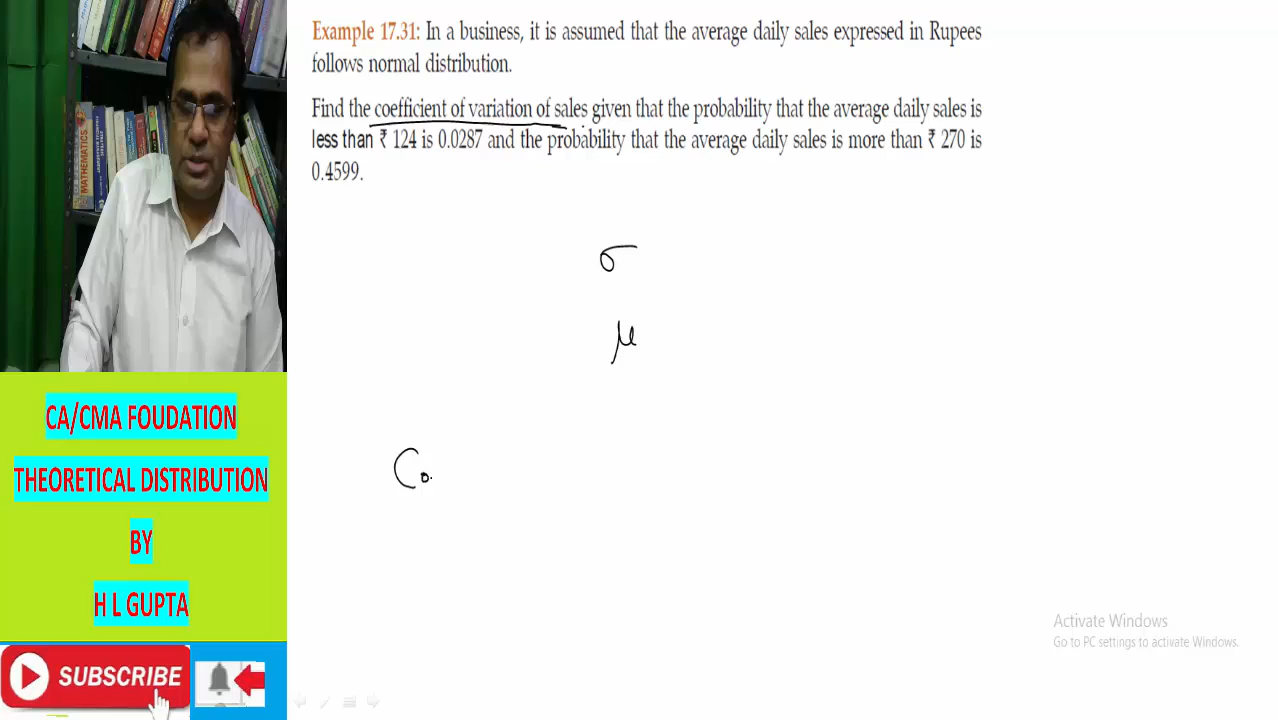 Example 17.31: In a business, it is assumed that the average daily sales expressed in Rupees
follows normal distribution.
Find the coefficient of variation of sales given that the probability that the average daily sales is
less than ₹ 124 is 0.0287 and the probability that the average daily sales is more than ₹ 270 is
0.4599.
σ
μ
Co
CA/CMA FOUDATION
THEORETICAL DISTRIBUTION
BY
H L GUPTA
SUBSCRIBE
Activate Windows
Go to PC settings to activate Windows.
MATHEMATICS